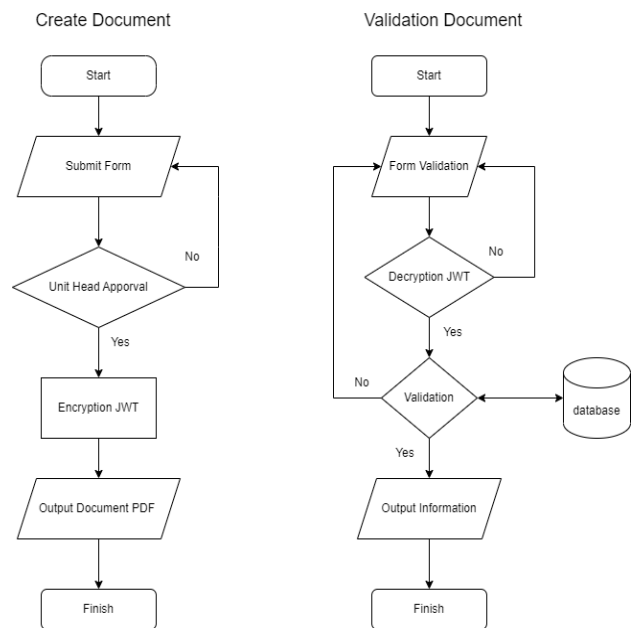 Create Document
Start
Submit Form
No
Unit Head Apporval
Yes
Encryption JWT
Output Document PDF
Finish
Validation Document
Start
Form Validation
No
Decryption JWT
Yes
No
Validation
database
Yes
Output Information
Finish